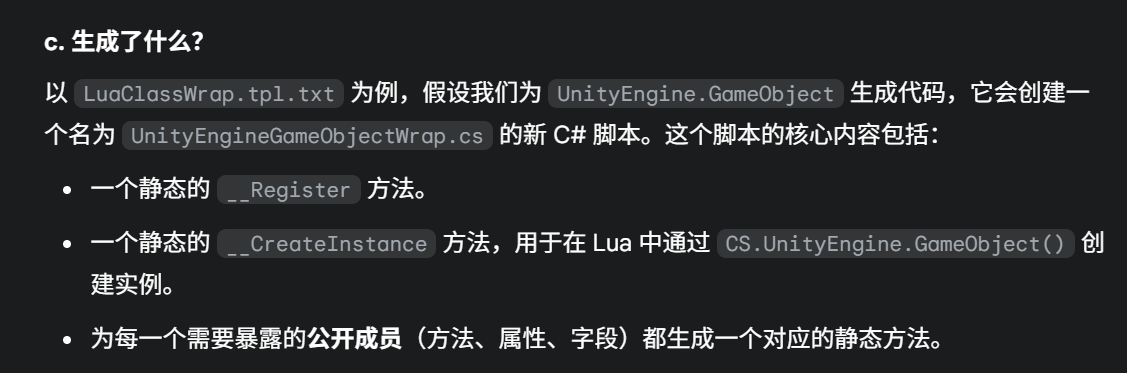 c. 生成了什么？
以 LuaClassWrap.tpl.txt 为例，假设我们为 UnityEngine.GameObject 生成代码，它会创建一
个名为 UnityEngineGameObjectWrap.cs 的新 C# 脚本。这个脚本的核心内容包括：
• 一个静态的 __Register 方法。
• 一个静态的 __CreateInstance 方法，用于在 Lua 中通过 CS.UnityEngine.GameObject() 创
建实例。
• 为每一个需要暴露的公开成员（方法、属性、字段）都生成一个对应的静态方法。